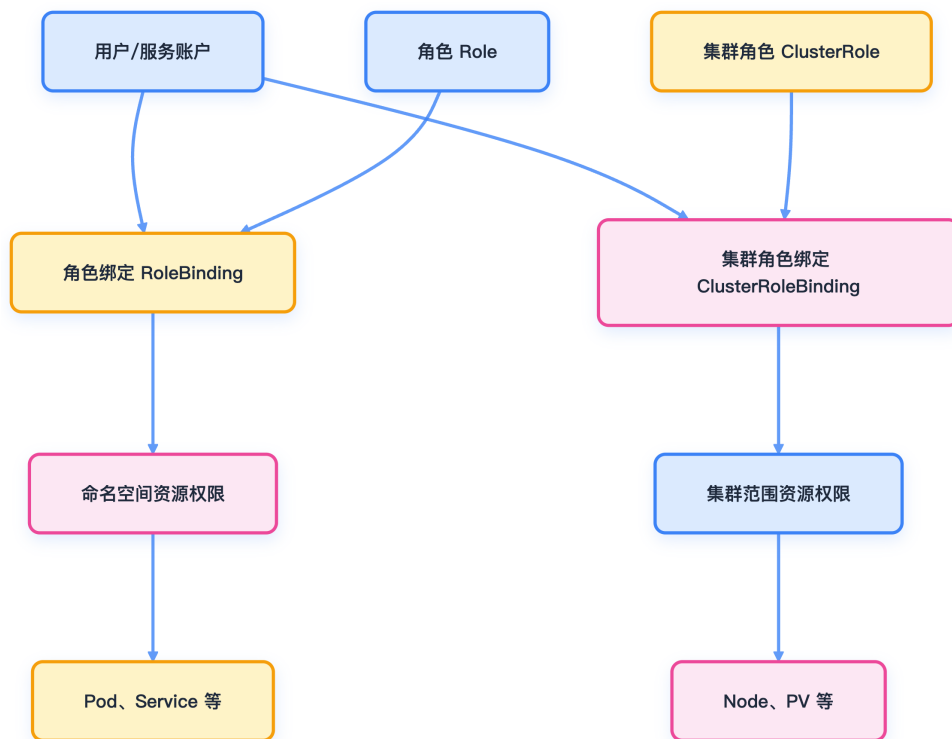 用户/服务账户
角色 Role
集群角色 ClusterRole
角色绑定 RoleBinding
集群角色绑定
ClusterRoleBinding
命名空间资源权限
集群范围资源权限
Pod、Service 等
Node、PV 等